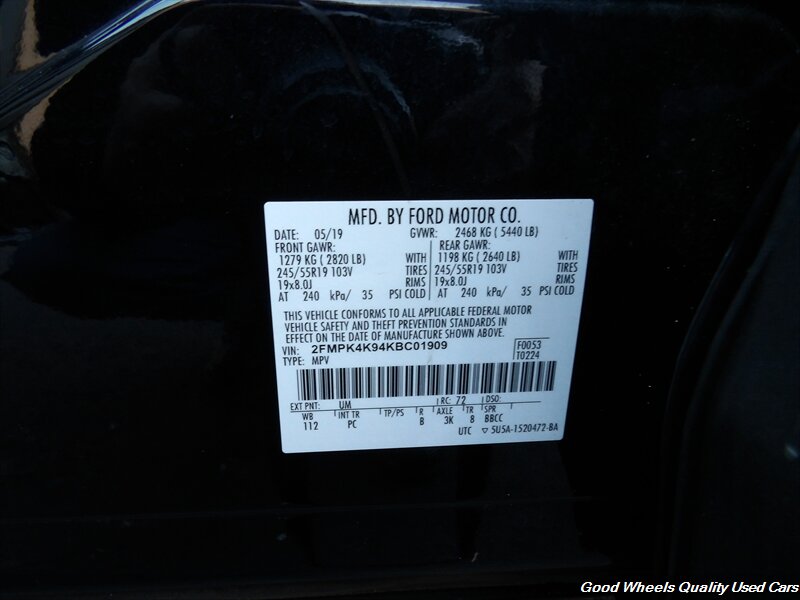 MFD. BY FORD MOTOR CO.
DATE: 05/19 GVWR: 2468 KG ( 5440 LB)
FRONT GAWR: REAR GAWR:
1279 KG ( 2820 LB) WITH 1198 KG ( 2640 LB) WITH
245/55R19 103V TIRES 245/55R19 103V TIRES
19x8.0J RIMS 19x8.0J RIMS
AT 240 kPa/ 35 PSI COLD AT 240 kPa/ 35 PSI COLD
THIS VEHICLE CONFORMS TO ALL APPLICABLE FEDERAL MOTOR
VEHICLE SAFETY AND THEFT PREVENTION STANDARDS IN
EFFECT ON THE DATE OF MANUFACTURE SHOWN ABOVE.
VIN: 2FMPK4K94KBC01909 F0053
TYPE: MPV T0224
EXT PNT: UM RC: 72 DSO:
WB INT TR TP/PS R AXLE TR SPR
112 PC B 3K 8 BBCC
UTC ▽ 5U5A-1520472-BA
Good Wheels Quality Used Cars